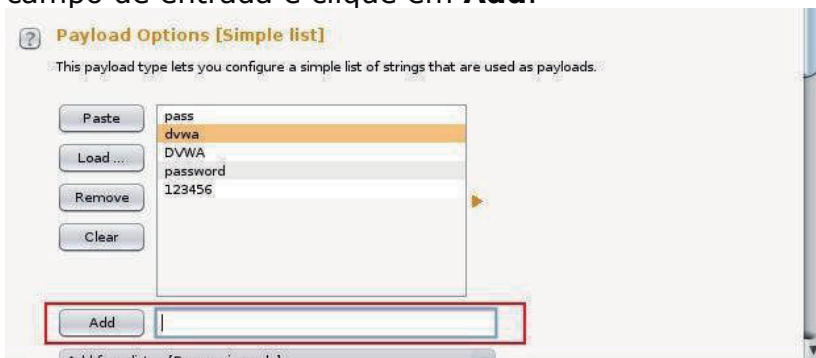 campo de entrada e clique em Add.
? Payload Options [Simple list]
This payload type lets you configure a simple list of strings that are used as payloads.
Paste
Load ...
Remove
Clear
pass
dvwa
DVWA
password
123456
Add